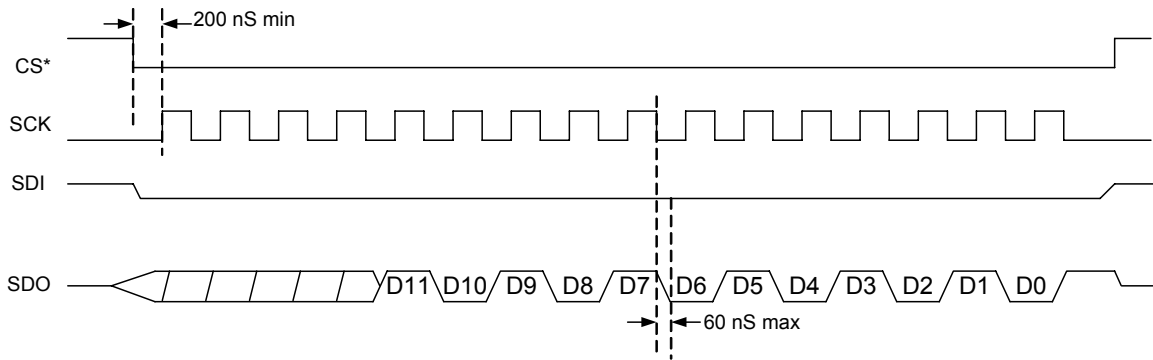 200 nS min
CS*
SCK
SDI
SDO
D11 D10 D9 D8 D7 D6 D5 D4 D3 D2 D1 D0
60 nS max